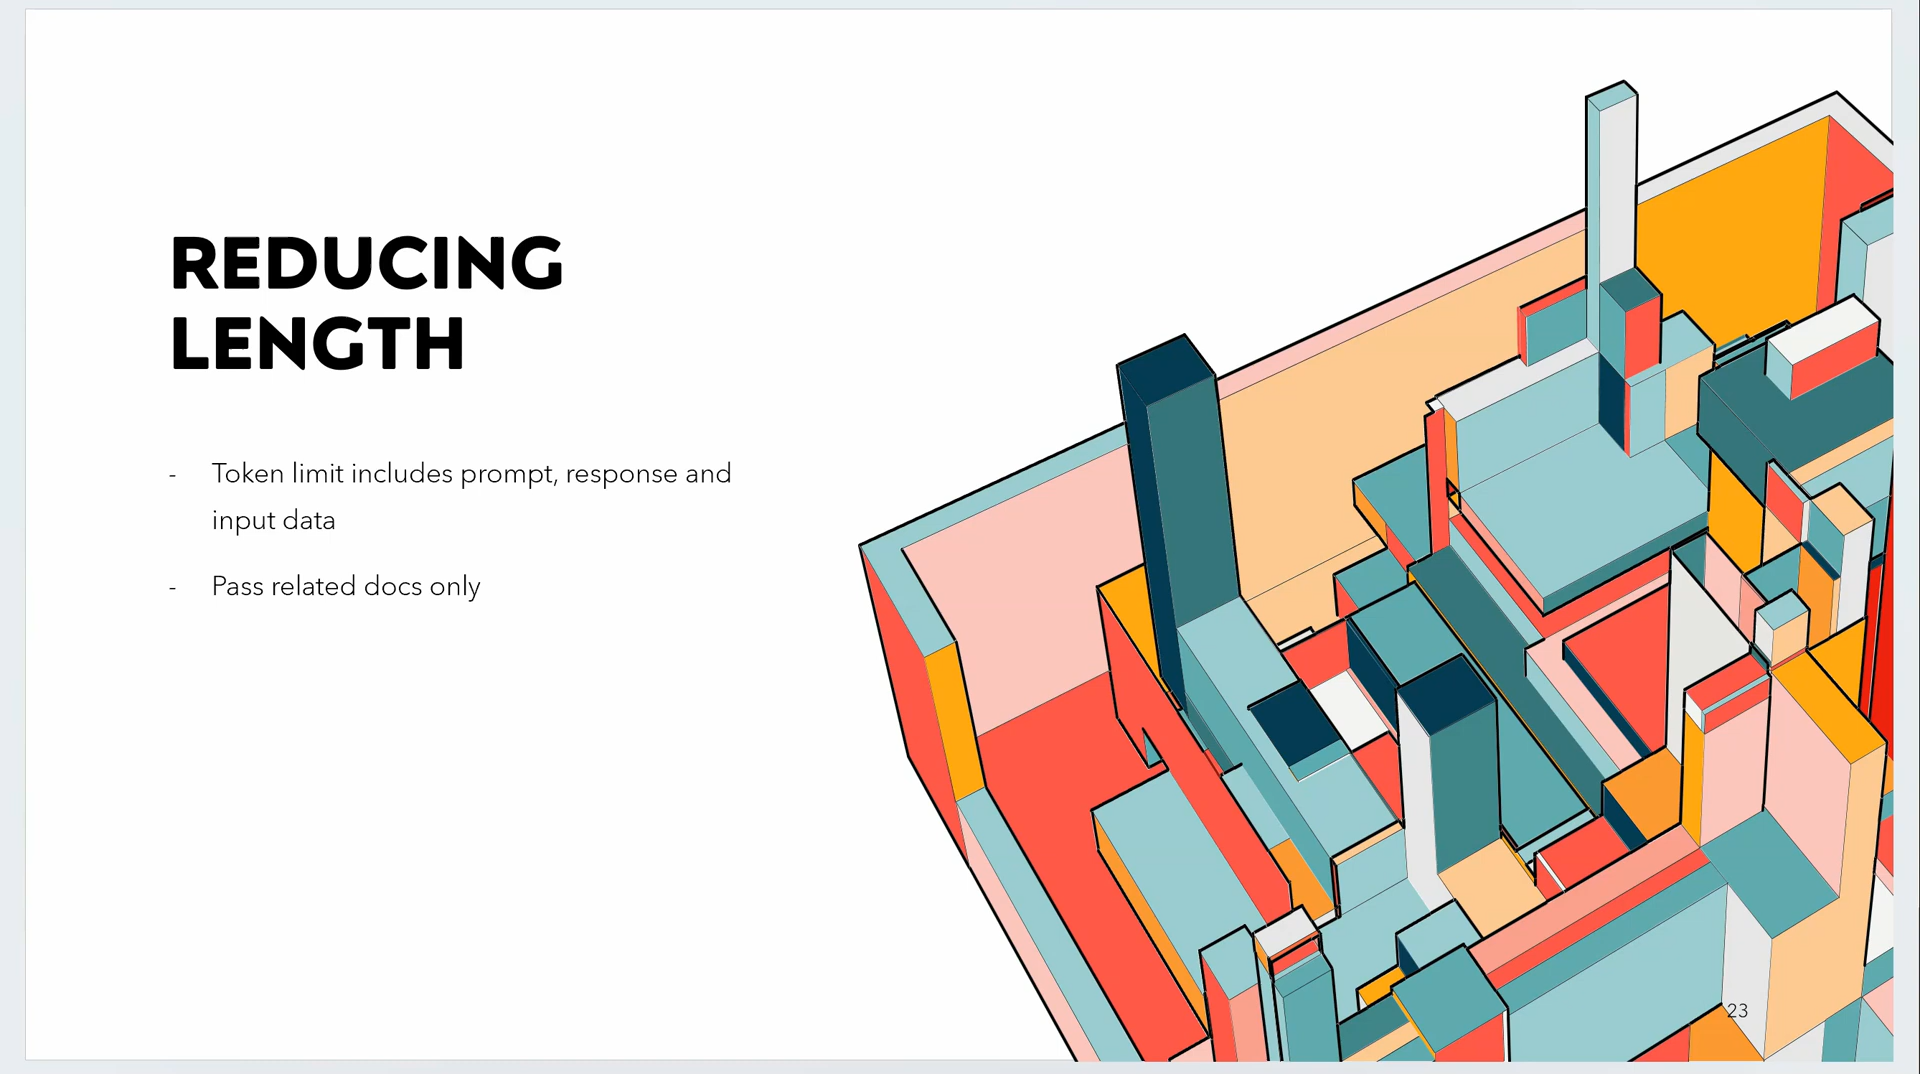 REDUCING
LENGTH
- Token limit includes prompt, response and
input data
- Pass related docs only
23